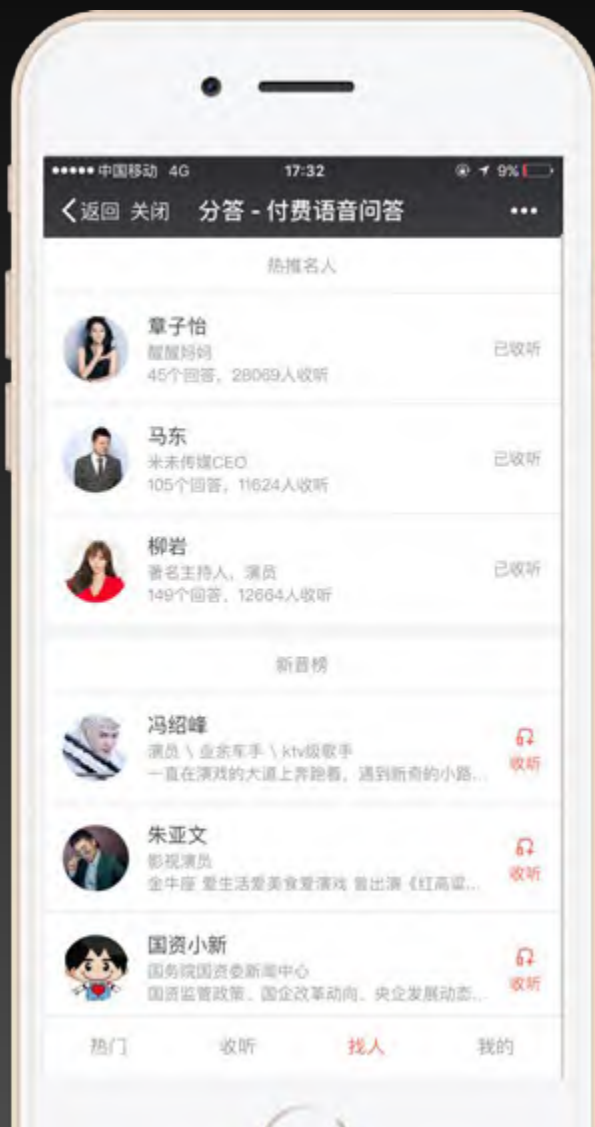 中国移动 4G 17:32 9%
返回 关闭 分答 - 付费语音问答
热推名人
章子怡
醒醒妈妈
45个回答，28069人收听
已收听
马东
米未传媒CEO
105个回答，11624人收听
已收听
柳岩
著名主持人，演员
149个回答，12664人收听
已收听
新晋榜
冯绍峰
演员 \ 业余车手 \ ktv级歌手
一直在演戏的大道上奔跑着，遇到新奇的小路...
收听
朱亚文
影视演员
金牛座 爱生活爱美食爱演戏 曾出演《红高粱...
收听
国资小新
国务院国资委新闻中心
国资监管政策、国企改革动向、央企发展动态...
收听
热门 收听 找人 我的